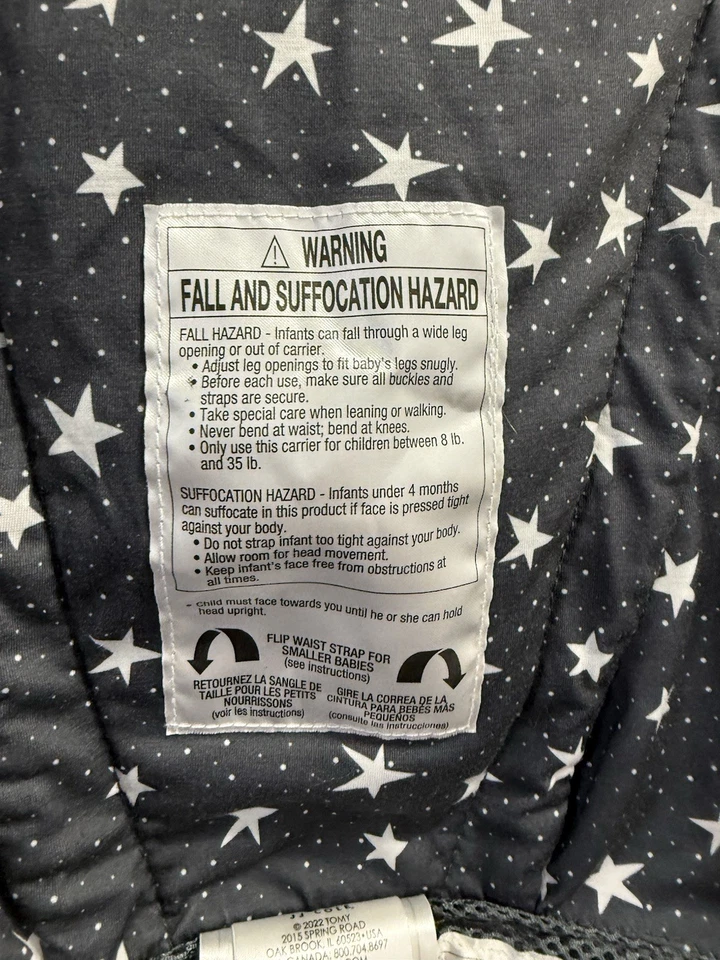 ⚠ WARNING
FALL AND SUFFOCATION HAZARD
FALL HAZARD - Infants can fall through a wide leg
opening or out of carrier.
• Adjust leg openings to fit baby's legs snugly.
• Before each use, make sure all buckles and
straps are secure.
• Take special care when leaning or walking.
• Never bend at waist; bend at knees.
• Only use this carrier for children between 8 lb.
and 35 lb.
SUFFOCATION HAZARD - Infants under 4 months
can suffocate in this product if face is pressed tight
against your body.
• Do not strap infant too tight against your body.
• Allow room for head movement.
• Keep infant's face free from obstructions at
all times.
- Child must face towards you until he or she can hold
head upright.
FLIP WAIST STRAP FOR
SMALLER BABIES
(see instructions)
RETOURNEZ LA SANGLE DE
TAILLE POUR LES PETITS
NOURRISSONS
(voir les instructions)
GIRE LA CORREA DE LA
CINTURA PARA BEBÉS MÁS
PEQUEÑOS
(consulte las instrucciones)
© 2022 TOMY
2015 SPRING ROAD
OAK BROOK, IL 60523 • USA
CANADA: 800.704.8697